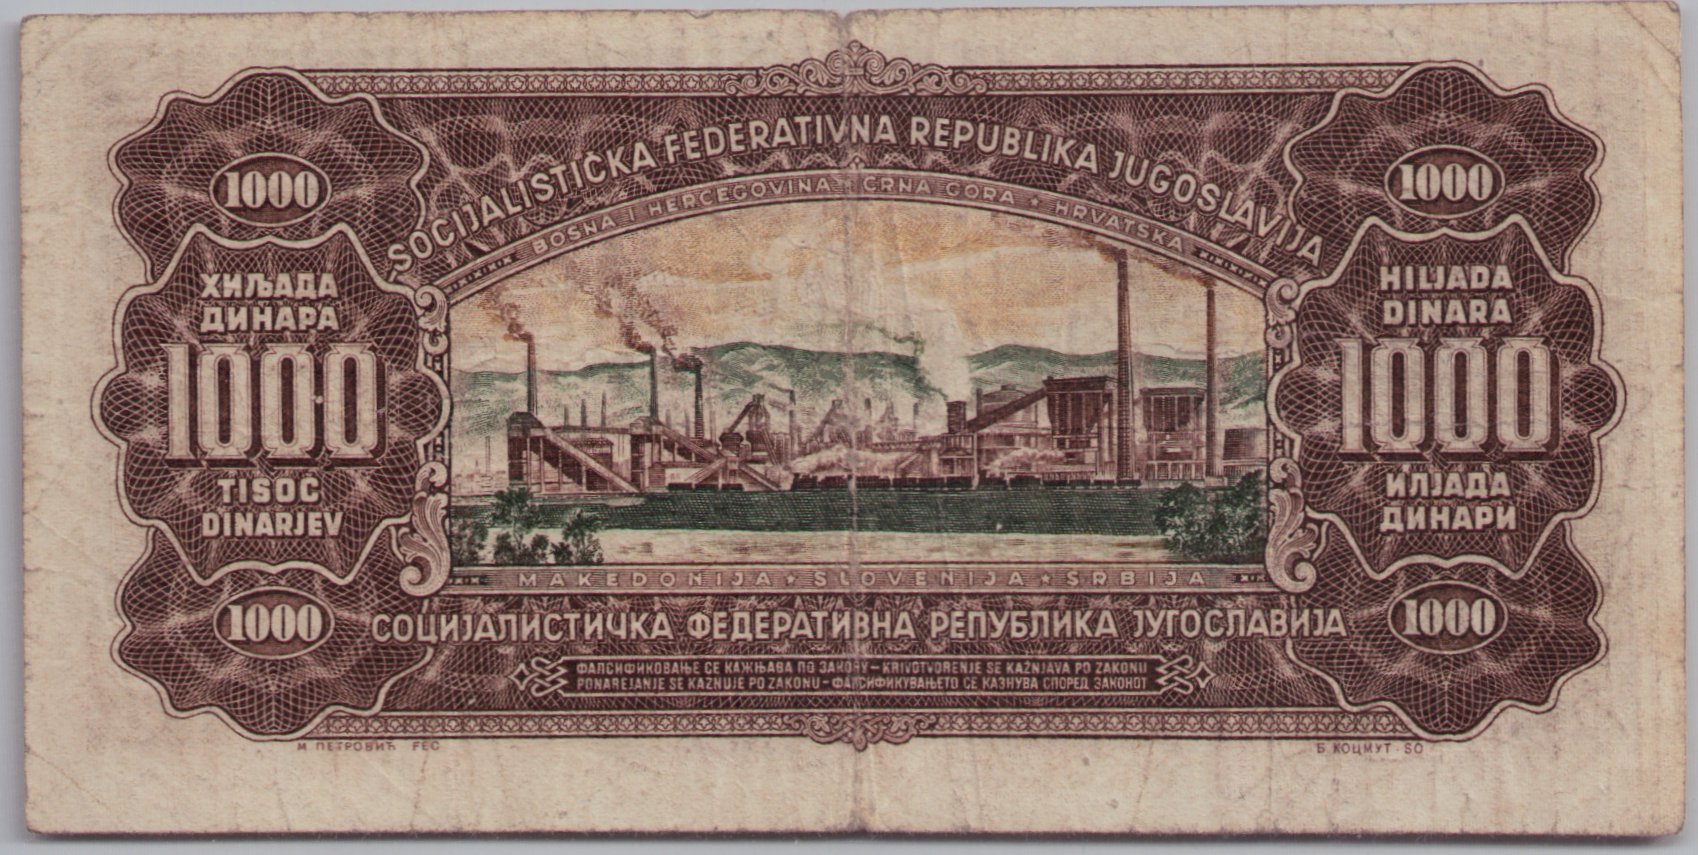 SOCIJALISTIČKA FEDERATIVNA REPUBLIKA JUGOSLAVIJA
BOSNA I HERCEGOVINA ★ CRNA GORA ★ HRVATSKA
1000
1000
ХИЉАДА
ДИНАРА
1000
TISOČ
DINARJEV
HILJADA
DINARA
1000
ИЛЈАДА
ДИНАРИ
MAKEDONIJA ★ SLOVENIJA ★ SRBIJA
1000
1000
СОЦИЈАЛИСТИЧКА ФЕДЕРАТИВНА РЕПУБЛИКА ЈУГОСЛАВИЈА
ФАЛСИФИКОВАЊЕ СЕ КАЖЊАВА ПО ЗАКОНУ – KRIVOTVORENJE SE KAŽNJAVA PO ZAKONU
PONAREJANJE SE KAZNUJE PO ZAKONU – ФАЛСИФИКУВАЊЕТО СЕ КАЗНУВА СПОРЕД ЗАКОНОТ
М. ПЕТРОВИЋ FEC
Б. КОЦМУТ - SC